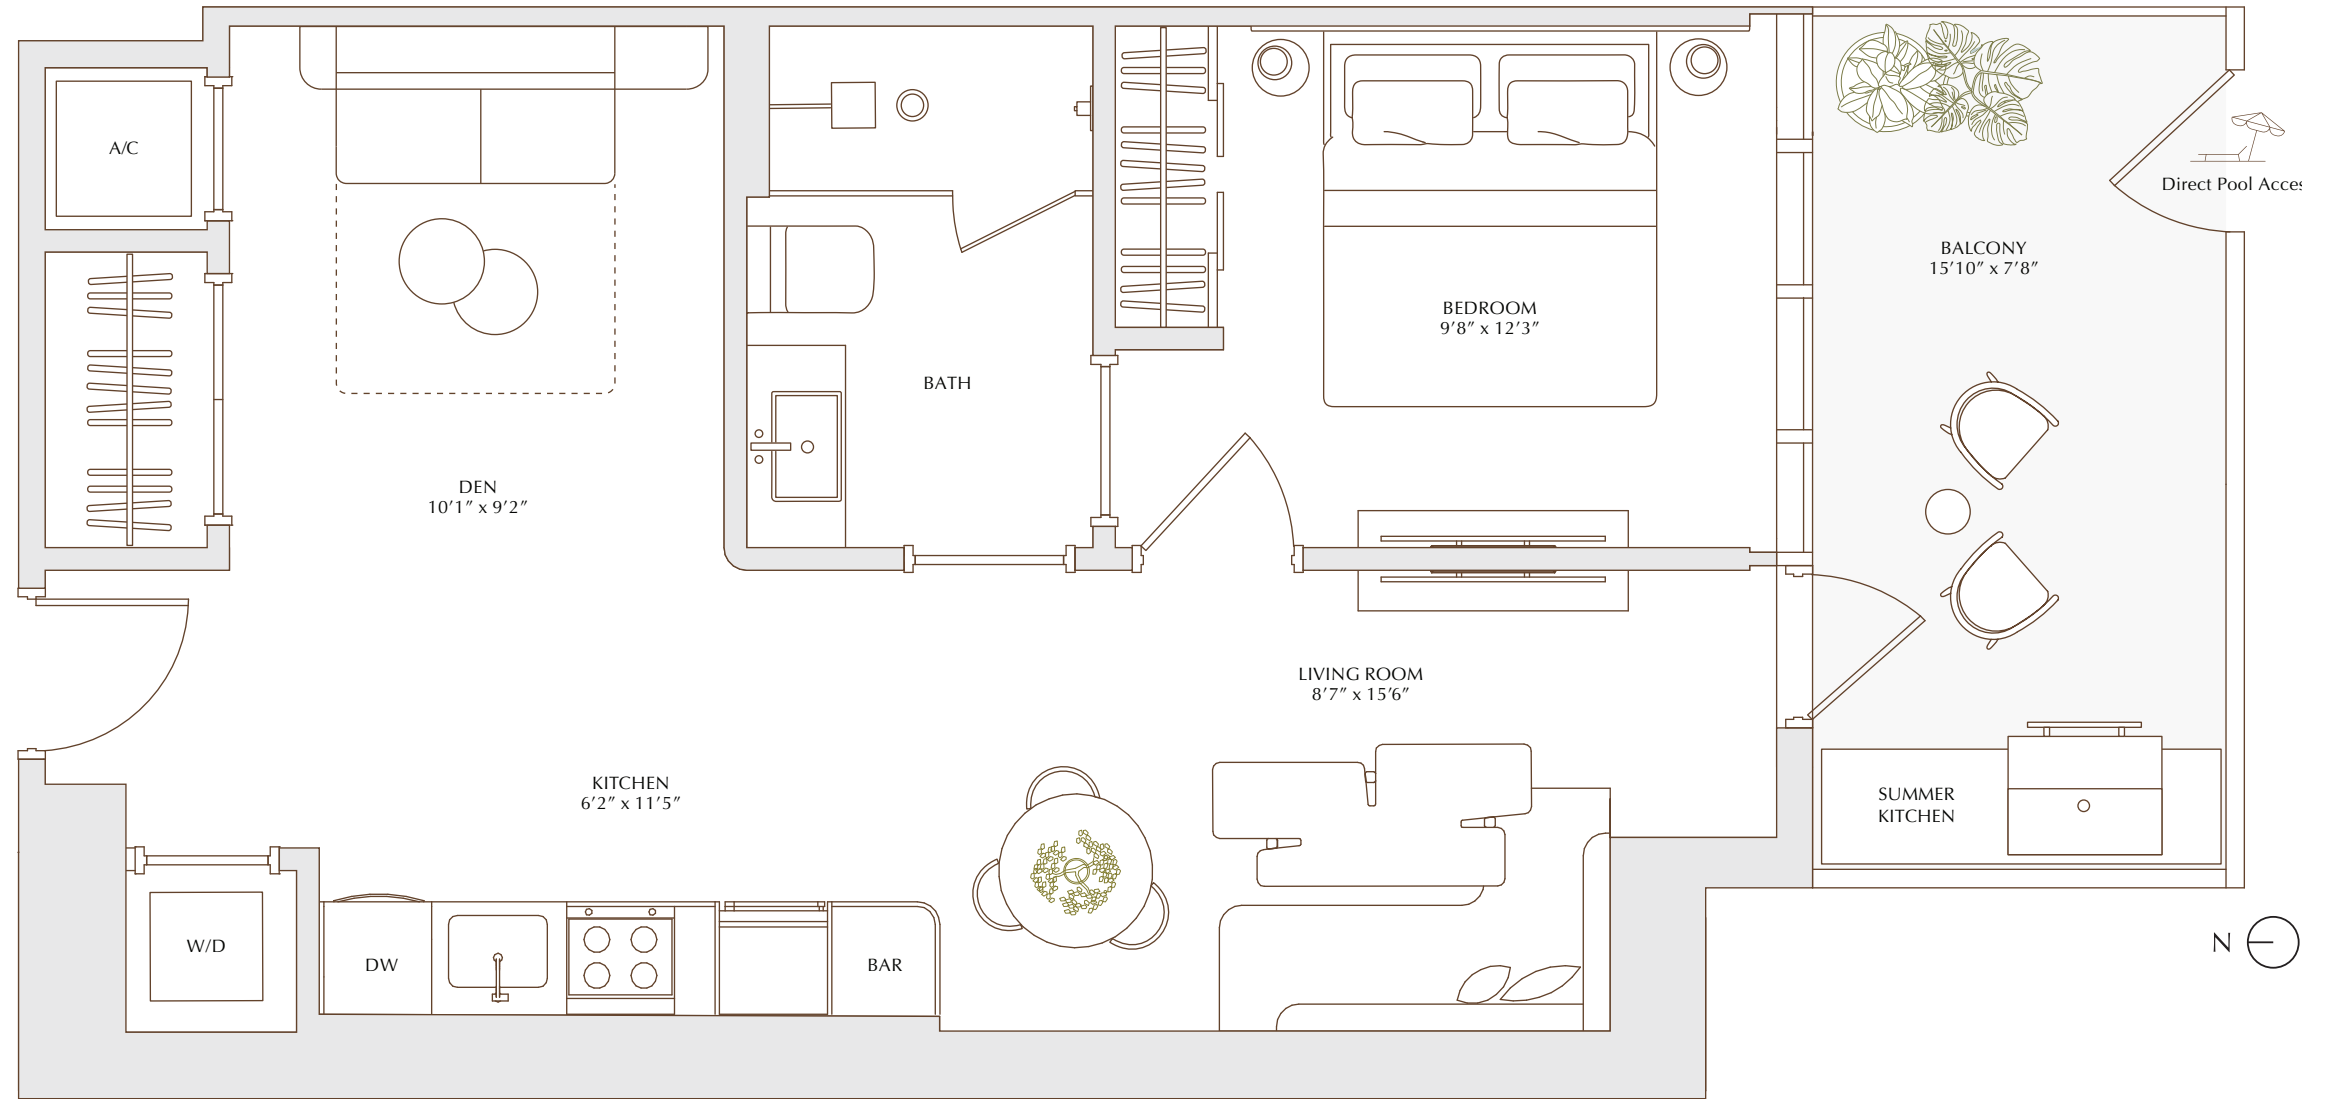 A/C
DEN
10’1” x 9’2”
BATH
BEDROOM
9’8” x 12’3”
BALCONY
15’10” x 7’8”
Direct Pool Acces
LIVING ROOM
8’7” x 15’6”
KITCHEN
6’2” x 11’5”
SUMMER
KITCHEN
W/D
DW
BAR
N